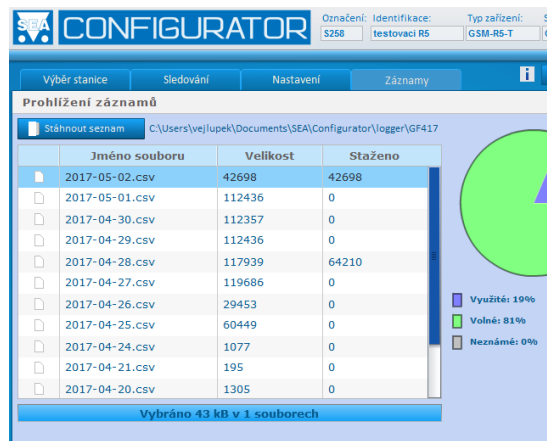 SEA CONFIGURATOR
Označení: Identifikace: Typ zařízení: S
S258 testovaci R5 GSM-R5-T
Výběr stanice Sledování Nastavení Záznamy i
Prohlížení záznamů
Stáhnout seznam C:\Users\vejlupek\Documents\SEA\Configurator\logger\GF417
Jméno souboru Velikost Staženo
2017-05-02.csv 42698 42698
2017-05-01.csv 112436 0
2017-04-30.csv 112357 0
2017-04-29.csv 112436 0
2017-04-28.csv 117939 64210
2017-04-27.csv 119686 0
2017-04-26.csv 29453 0
2017-04-25.csv 60449 0
2017-04-24.csv 1077 0
2017-04-21.csv 195 0
2017-04-20.csv 1305 0
Využité: 19%
Volné: 81%
Neznámé: 0%
Vybráno 43 kB v 1 souborech